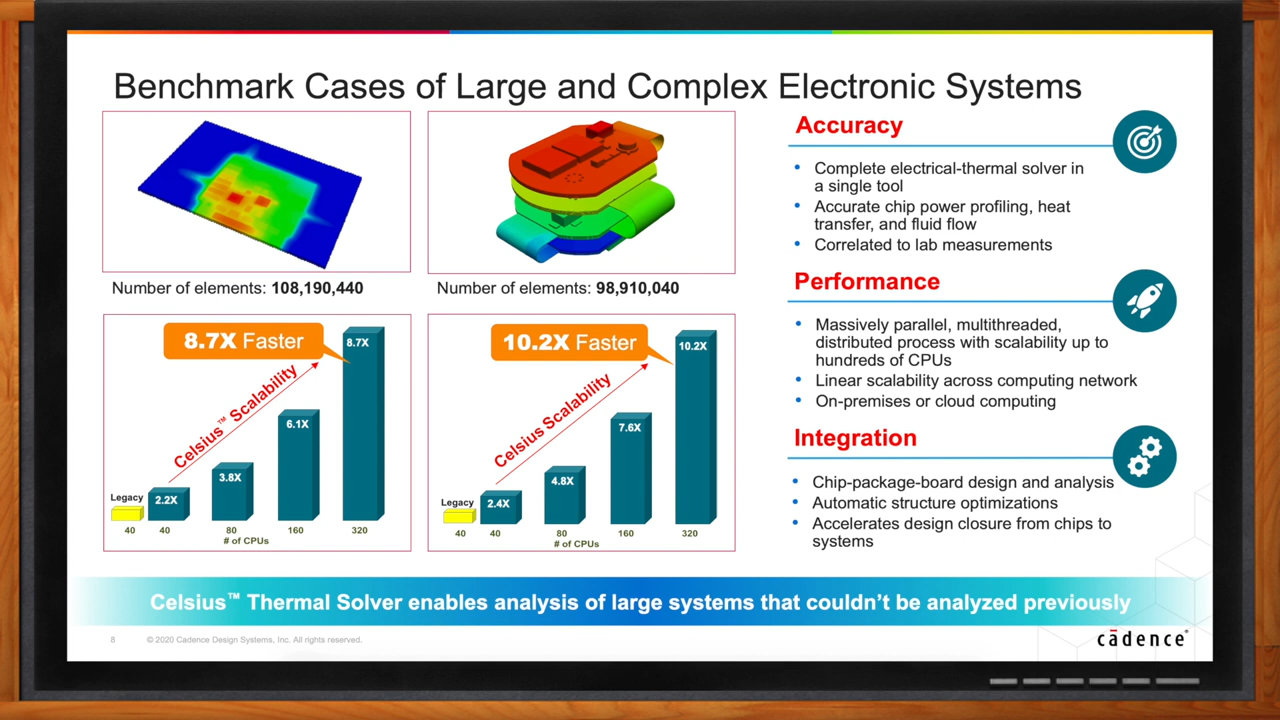 Benchmark Cases of Large and Complex Electronic Systems
Number of elements: 108,190,440
Number of elements: 98,910,040
8.7X Faster
Celsius™ Scalability
Legacy
2.2X
3.8X
6.1X
8.7X
40
40
80
160
320
# of CPUs
10.2X Faster
Celsius Scalability
Legacy
2.4X
4.8X
7.6X
10.2X
40
40
80
160
320
# of CPUs
Accuracy
• Complete electrical-thermal solver in
a single tool
• Accurate chip power profiling, heat
transfer, and fluid flow
• Correlated to lab measurements
Performance
• Massively parallel, multithreaded,
distributed process with scalability up to
hundreds of CPUs
• Linear scalability across computing network
• On-premises or cloud computing
Integration
• Chip-package-board design and analysis
• Automatic structure optimizations
• Accelerates design closure from chips to
systems
Celsius™ Thermal Solver enables analysis of large systems that couldn’t be analyzed previously
8
© 2020 Cadence Design Systems, Inc. All rights reserved.
cādence®